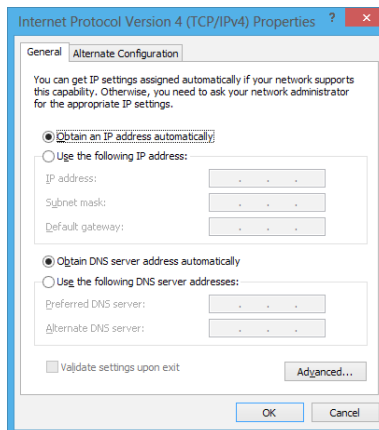 Internet Protocol Version 4 (TCP/IPv4) Properties ? ×
General Alternate Configuration
You can get IP settings assigned automatically if your network supports
this capability. Otherwise, you need to ask your network administrator
for the appropriate IP settings.
Obtain an IP address automatically
Use the following IP address:
IP address: . . .
Subnet mask: . . .
Default gateway: . . .
Obtain DNS server address automatically
Use the following DNS server addresses:
Preferred DNS server: . . .
Alternate DNS server: . . .
Validate settings upon exit
Advanced...
OK Cancel